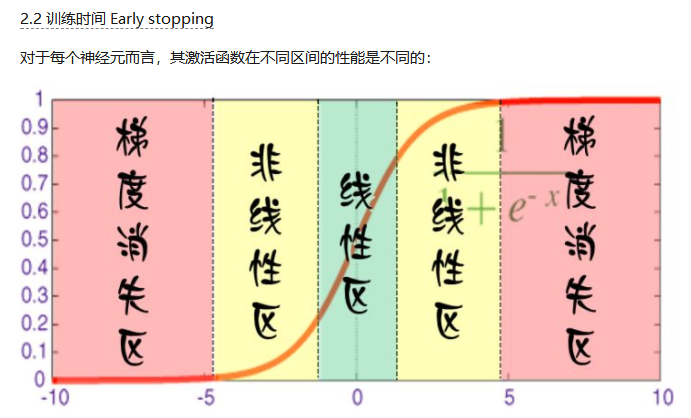 2.2 训练时间 Early stopping
对于每个神经元而言，其激活函数在不同区间的性能是不同的：
1
0.9
0.8
0.7
0.6
0.5
0.4
0.3
0.2
0.1
0
梯度消失区
非线性区
线性区
非线性区
梯度消失区
1
1 + e^{- x}
-10 -5 0 5 10